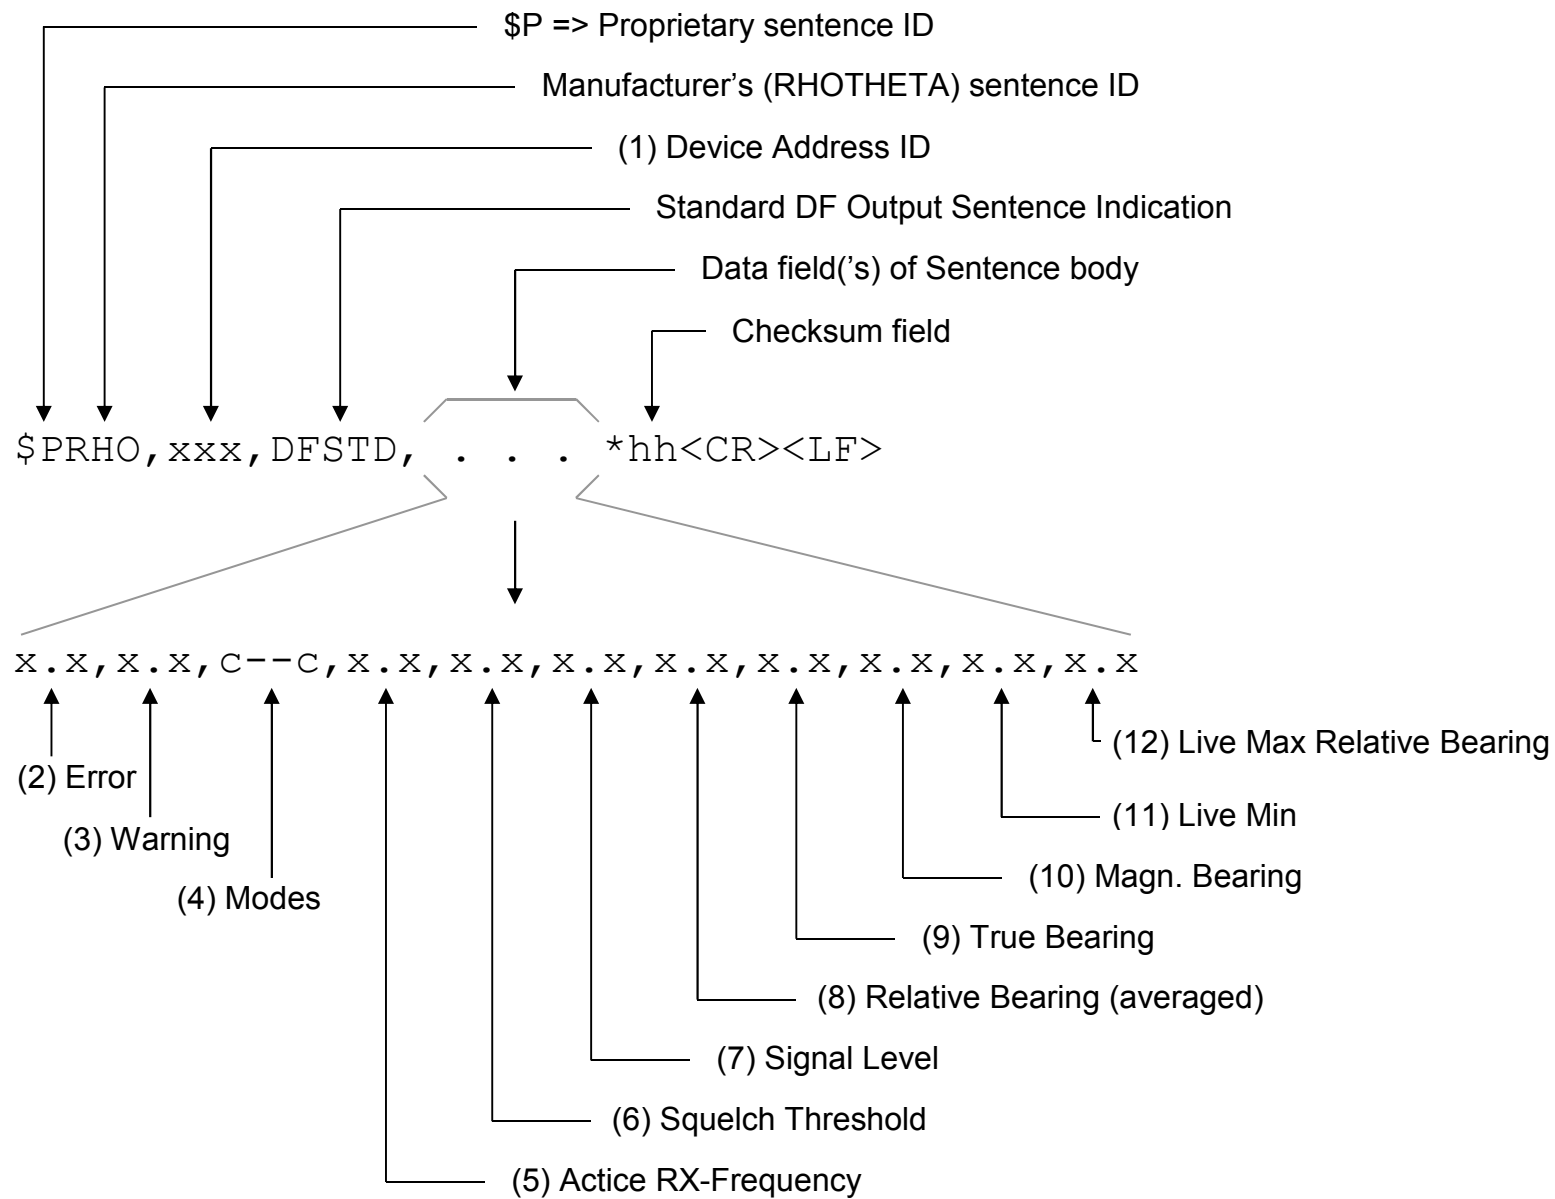 $P => Proprietary sentence ID
Manufacturer’s (RHOTHETA) sentence ID
(1) Device Address ID
Standard DF Output Sentence Indication
Data field(’s) of Sentence body
Checksum field
$PRHO,xxx,DFSTD, . . . *hh<CR><LF>
x.x,x.x,c--c,x.x,x.x,x.x,x.x,x.x,x.x,x.x,x.x
(12) Live Max Relative Bearing
(2) Error
(11) Live Min
(3) Warning
(10) Magn. Bearing
(4) Modes
(9) True Bearing
(8) Relative Bearing (averaged)
(7) Signal Level
(6) Squelch Threshold
(5) Actice RX-Frequency